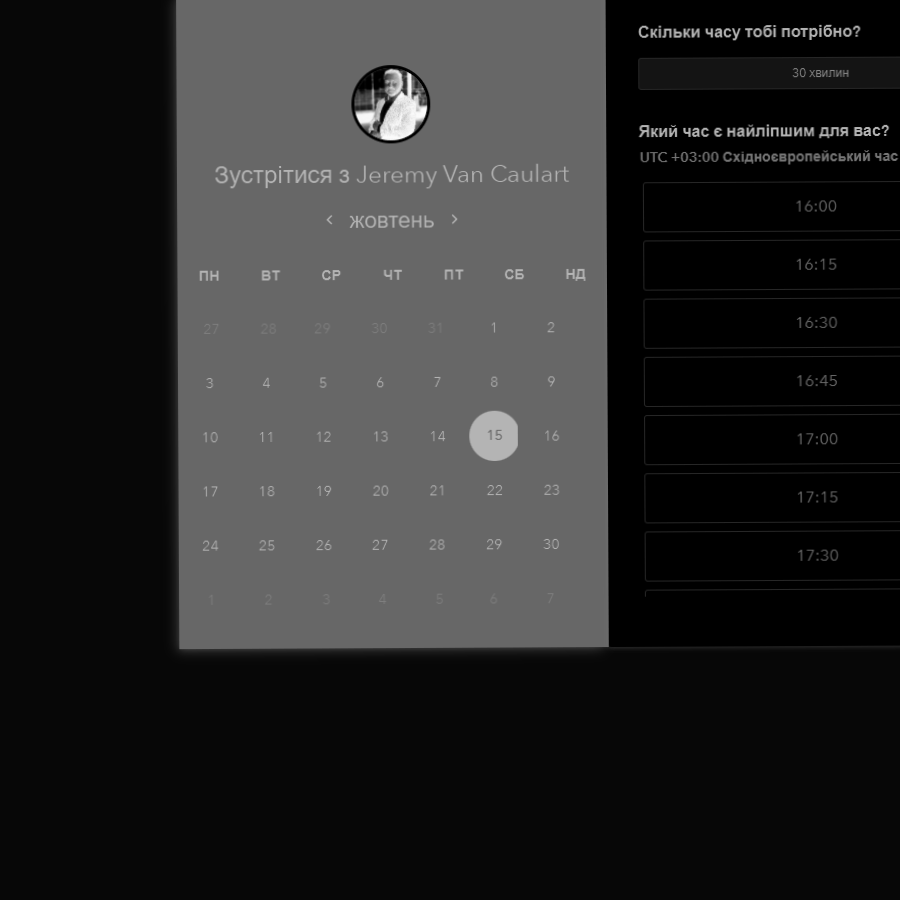 Зустрітися з Jeremy Van Caulart
жовтень
ПН ВТ СР ЧТ ПТ СБ НД
27 28 29 30 31 1 2
3 4 5 6 7 8 9
10 11 12 13 14 15 16
17 18 19 20 21 22 23
24 25 26 27 28 29 30
1 2 3 4 5 6 7
Скільки часу тобі потрібно?
30 хвилин
Який час є найліпшим для вас?
UTC +03:00 Східноєвропейський час
16:00
16:15
16:30
16:45
17:00
17:15
17:30